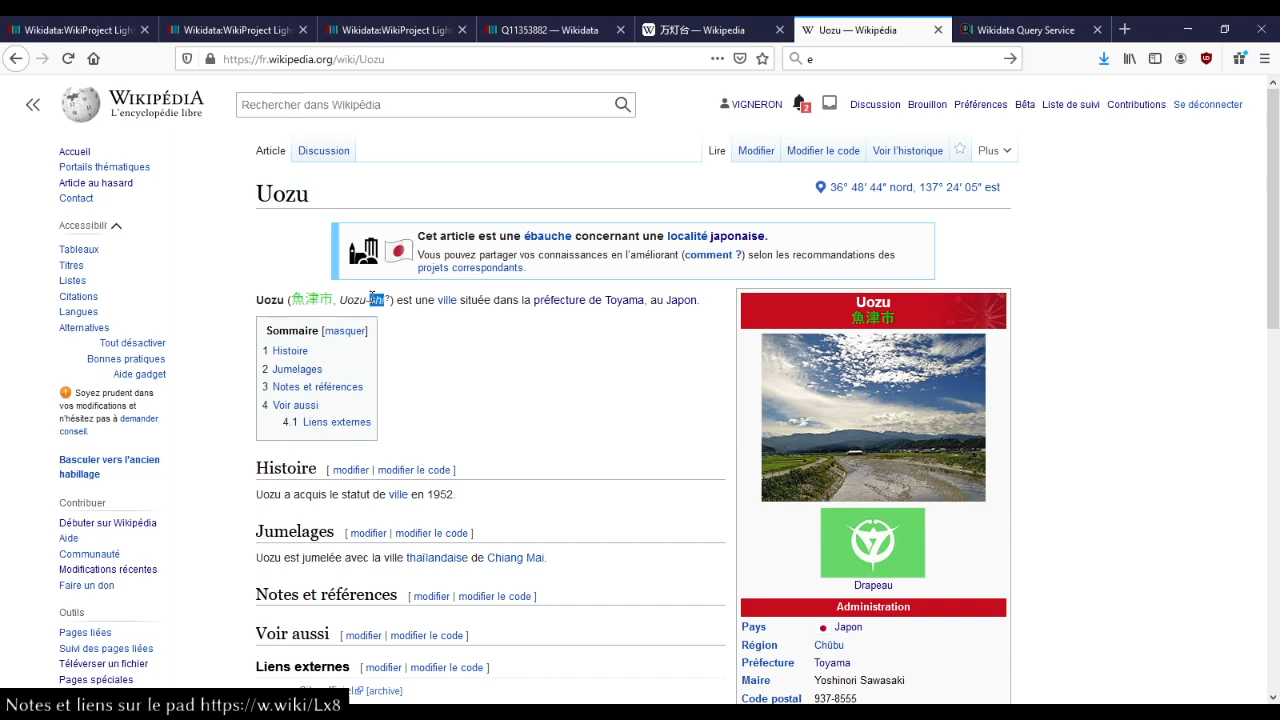 Wikidata:WikiProject Ligh
Wikidata:WikiProject Ligh
Wikidata:WikiProject Ligh
Q11353882 — Wikidata
万灯台 — Wikipédia
Uozu — Wikipédia
Wikidata Query Service
https://fr.wikipedia.org/wiki/Uozu
e
WIKIPÉDIA
L'encyclopédie libre
Rechercher dans Wikipédia
VIGNERON
2
Discussion Brouillon Préférences Bêta Liste de suivi Contributions Se déconnecter
Article Discussion
Lire Modifier Modifier le code Voir l'historique Plus
Accueil
Portails thématiques
Article au hasard
Contact
Accessibil
Tableaux
Titres
Listes
Citations
Langues
Alternatives
Tout désactiver
Bonnes pratiques
Aide gadget
Soyez prudent dans
vos modifications et
n'hésitez pas à demander
conseil.
Basculer vers l'ancien
habillage
Contribuer
Débuter sur Wikipédia
Aide
Communauté
Modifications récentes
Faire un don
Outils
Pages liées
Suivi des pages liées
Téléverser un fichier
Pages spéciales
Uozu
36° 48′ 44″ nord, 137° 24′ 05″ est
Cet article est une ébauche concernant une localité japonaise.
Vous pouvez partager vos connaissances en l'améliorant (comment ?) selon les recommandations des
projets correspondants.
Uozu (魚津市, Uozu-shi?) est une ville située dans la préfecture de Toyama, au Japon.
Sommaire [masquer]
1 Histoire
2 Jumelages
3 Notes et références
4 Voir aussi
4.1 Liens externes
Histoire [ modifier | modifier le code ]
Uozu a acquis le statut de ville en 1952.
Jumelages [ modifier | modifier le code ]
Uozu est jumelée avec la ville thaïlandaise de Chiang Mai.
Notes et références [ modifier | modifier le code ]
Voir aussi [ modifier | modifier le code ]
Liens externes [ modifier | modifier le code ]
[archive]
Uozu
魚津市
Drapeau
Administration
Pays Japon
Région Chūbu
Préfecture Toyama
Maire Yoshinori Sawasaki
Code postal 937-8555
Notes et liens sur le pad https://w.wiki/Lx8